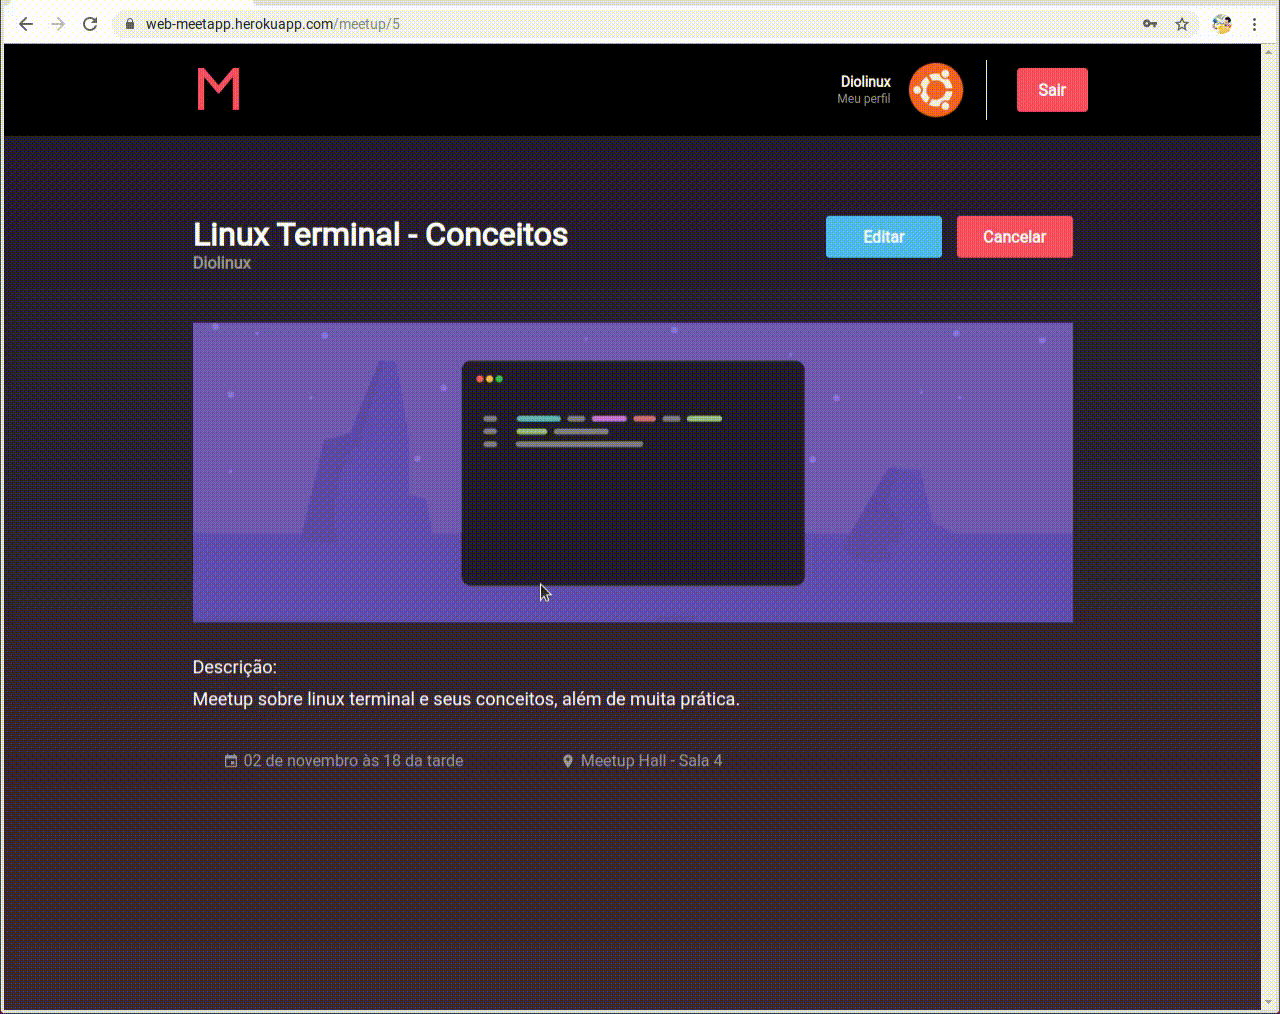 web-meetapp.herokuapp.com/meetup/5
M
Diolinux
Meu perfil
Sair
Linux Terminal - Conceitos
Diolinux
Editar
Cancelar
Descrição:
Meetup sobre linux terminal e seus conceitos, além de muita prática.
02 de novembro às 18 da tarde
Meetup Hall - Sala 4